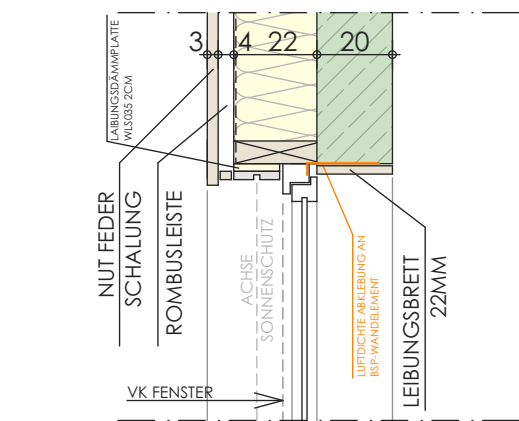 3 4 22 20
LAIBUNGSDÄMMPLATTE
WLS035 2CM
NUT FEDER
SCHALUNG
ROMBUSLEISTE
ACHSE
SONNENSCHUTZ
LUFTDICHTE ABKLEBUNG AN
BSP-WANDELEMENT
LEIBUNGSBRETT
22MM
VK FENSTER